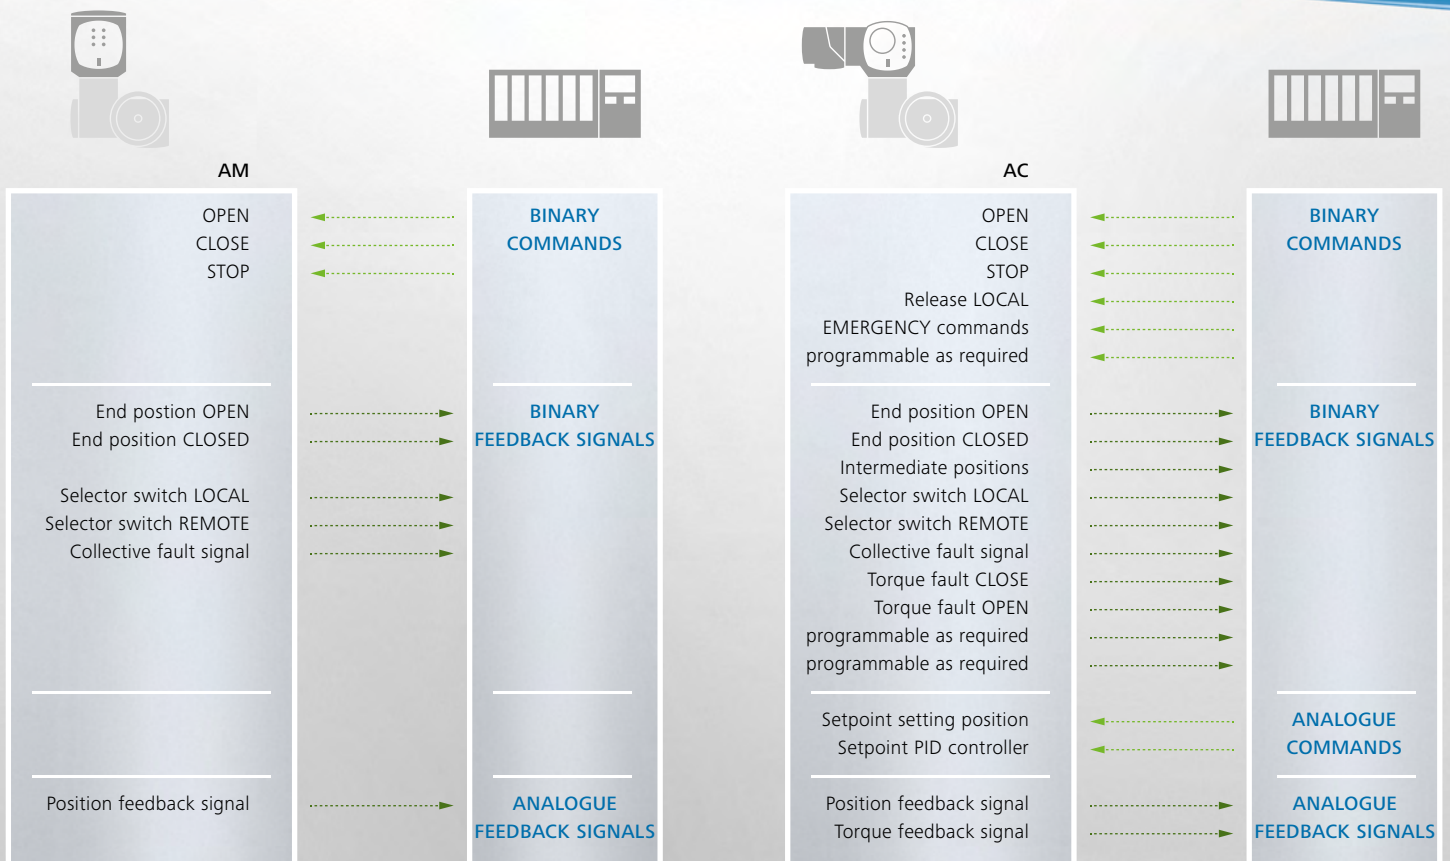 AM
OPEN
CLOSE
STOP
BINARY
COMMANDS
End postion OPEN
End position CLOSED
Selector switch LOCAL
Selector switch REMOTE
Collective fault signal
BINARY
FEEDBACK SIGNALS
Position feedback signal
ANALOGUE
FEEDBACK SIGNALS
AC
OPEN
CLOSE
STOP
Release LOCAL
EMERGENCY commands
programmable as required
BINARY
COMMANDS
End position OPEN
End position CLOSED
Intermediate positions
Selector switch LOCAL
Selector switch REMOTE
Collective fault signal
Torque fault CLOSE
Torque fault OPEN
programmable as required
programmable as required
BINARY
FEEDBACK SIGNALS
Setpoint setting position
Setpoint PID controller
ANALOGUE
COMMANDS
Position feedback signal
Torque feedback signal
ANALOGUE
FEEDBACK SIGNALS